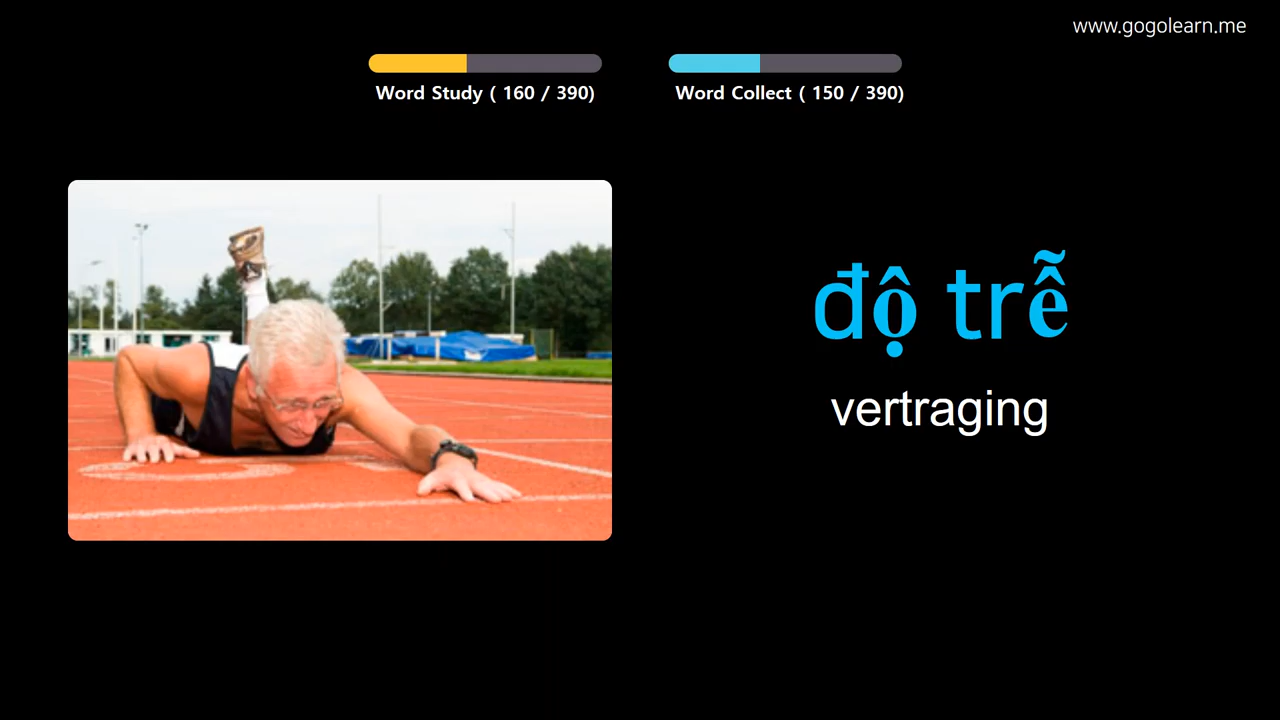 www.gogolearn.me
Word Study ( 160 / 390)
Word Collect ( 150 / 390)
độ trễ
vertraging